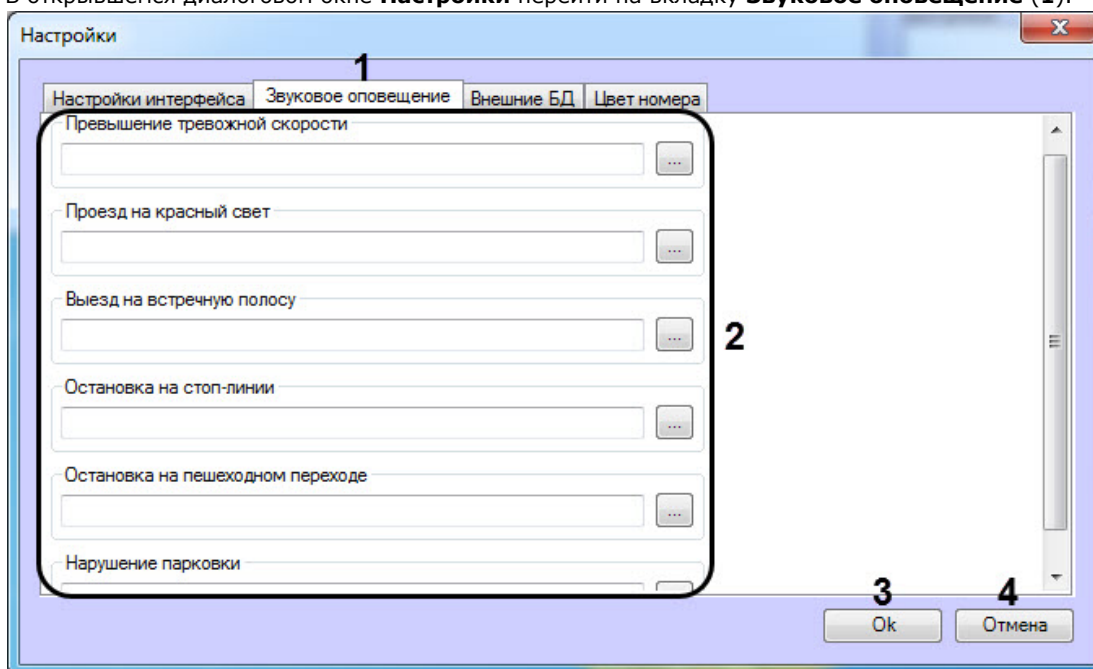 В открывшемся диалоговом окне Настройки перейти на вкладку Звуковое оповещение (1).
Настройки
1
Настройки интерфейса Звуковое оповещение Внешние БД Цвет номера
Превышение тревожной скорости
...
Проезд на красный свет
...
Выезд на встречную полосу
...
2
Остановка на стоп-линии
...
Остановка на пешеходном переходе
...
Нарушение парковки
3 4
Ok Отмена